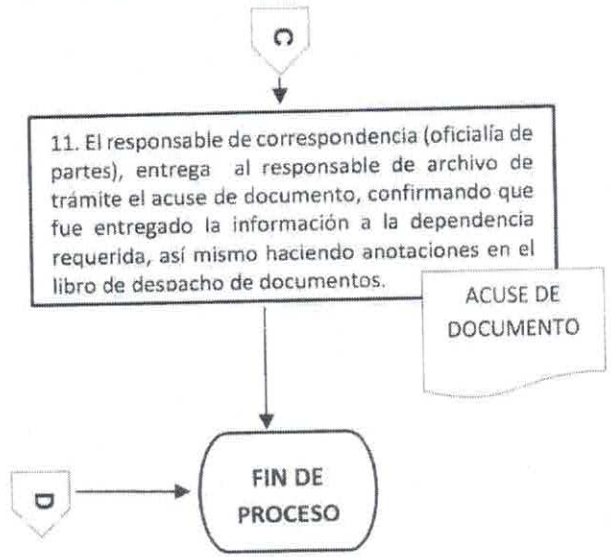 C
11. El responsable de correspondencia (oficialía de
partes), entrega al responsable de archivo de
trámite el acuse de documento, confirmando que
fue entregado la información a la dependencia
requerida, así mismo haciendo anotaciones en el
libro de despacho de documentos.
ACUSE DE
DOCUMENTO
FIN DE
PROCESO
D